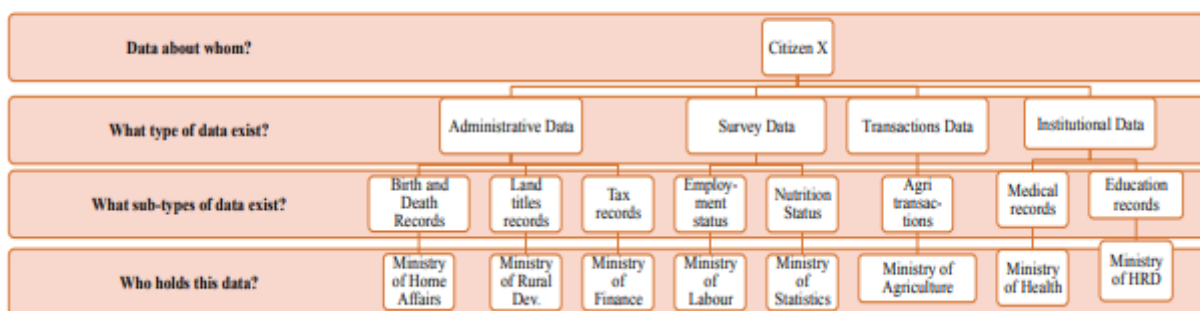 Data about whom?
Citizen X
What type of data exist?
Administrative Data
Survey Data
Transactions Data
Institutional Data
What sub-types of data exist?
Birth and
Death
Records
Land
titles
records
Tax
records
Employ-
ment
status
Nutrition
Status
Agri
transac-
tions
Medical
records
Education
records
Who holds this data?
Ministry
of Home
Affairs
Ministry
of Rural
Dev.
Ministry
of
Finance
Ministry
of
Labour
Ministry
of
Statistics
Ministry of
Agriculture
Ministry
of Health
Ministry
of HRD